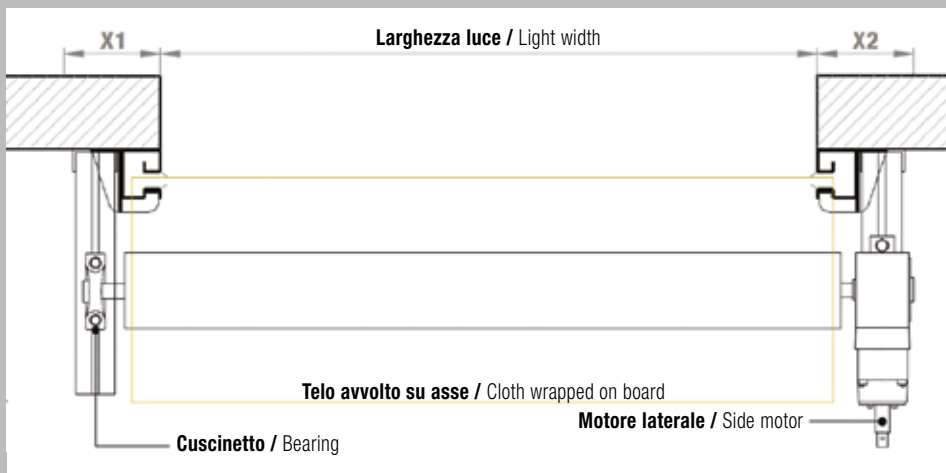 X1
Larghezza luce / Light width
X2
Telo avvolto su asse / Cloth wrapped on board
Motore laterale / Side motor
Cuscinetto / Bearing